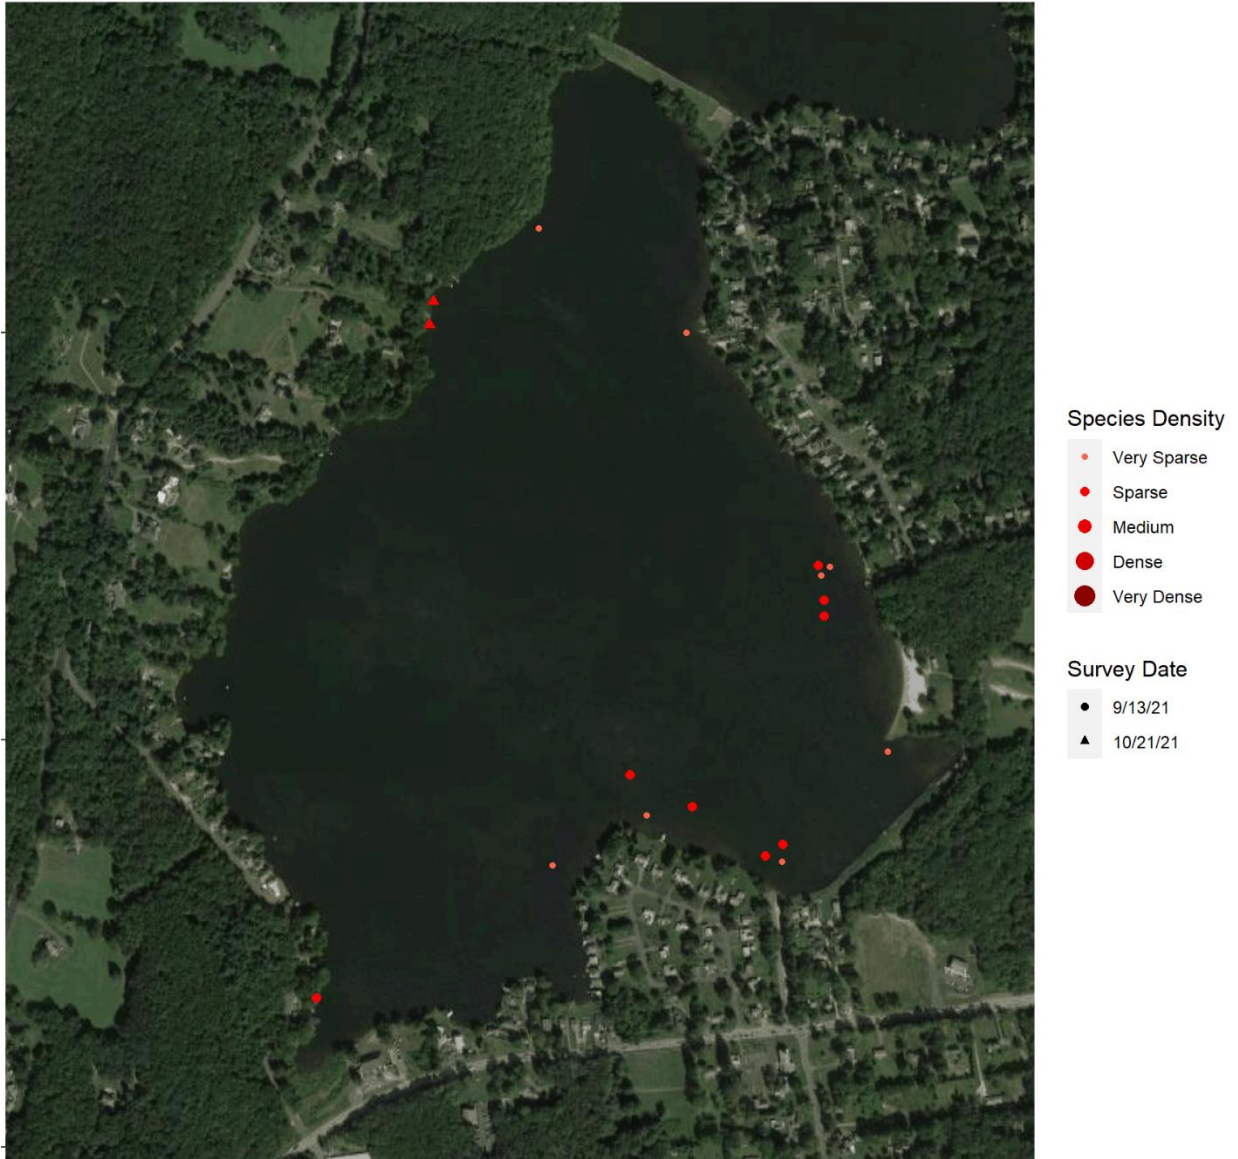 Species Density
Very Sparse
Sparse
Medium
Dense
Very Dense
Survey Date
9/13/21
10/21/21